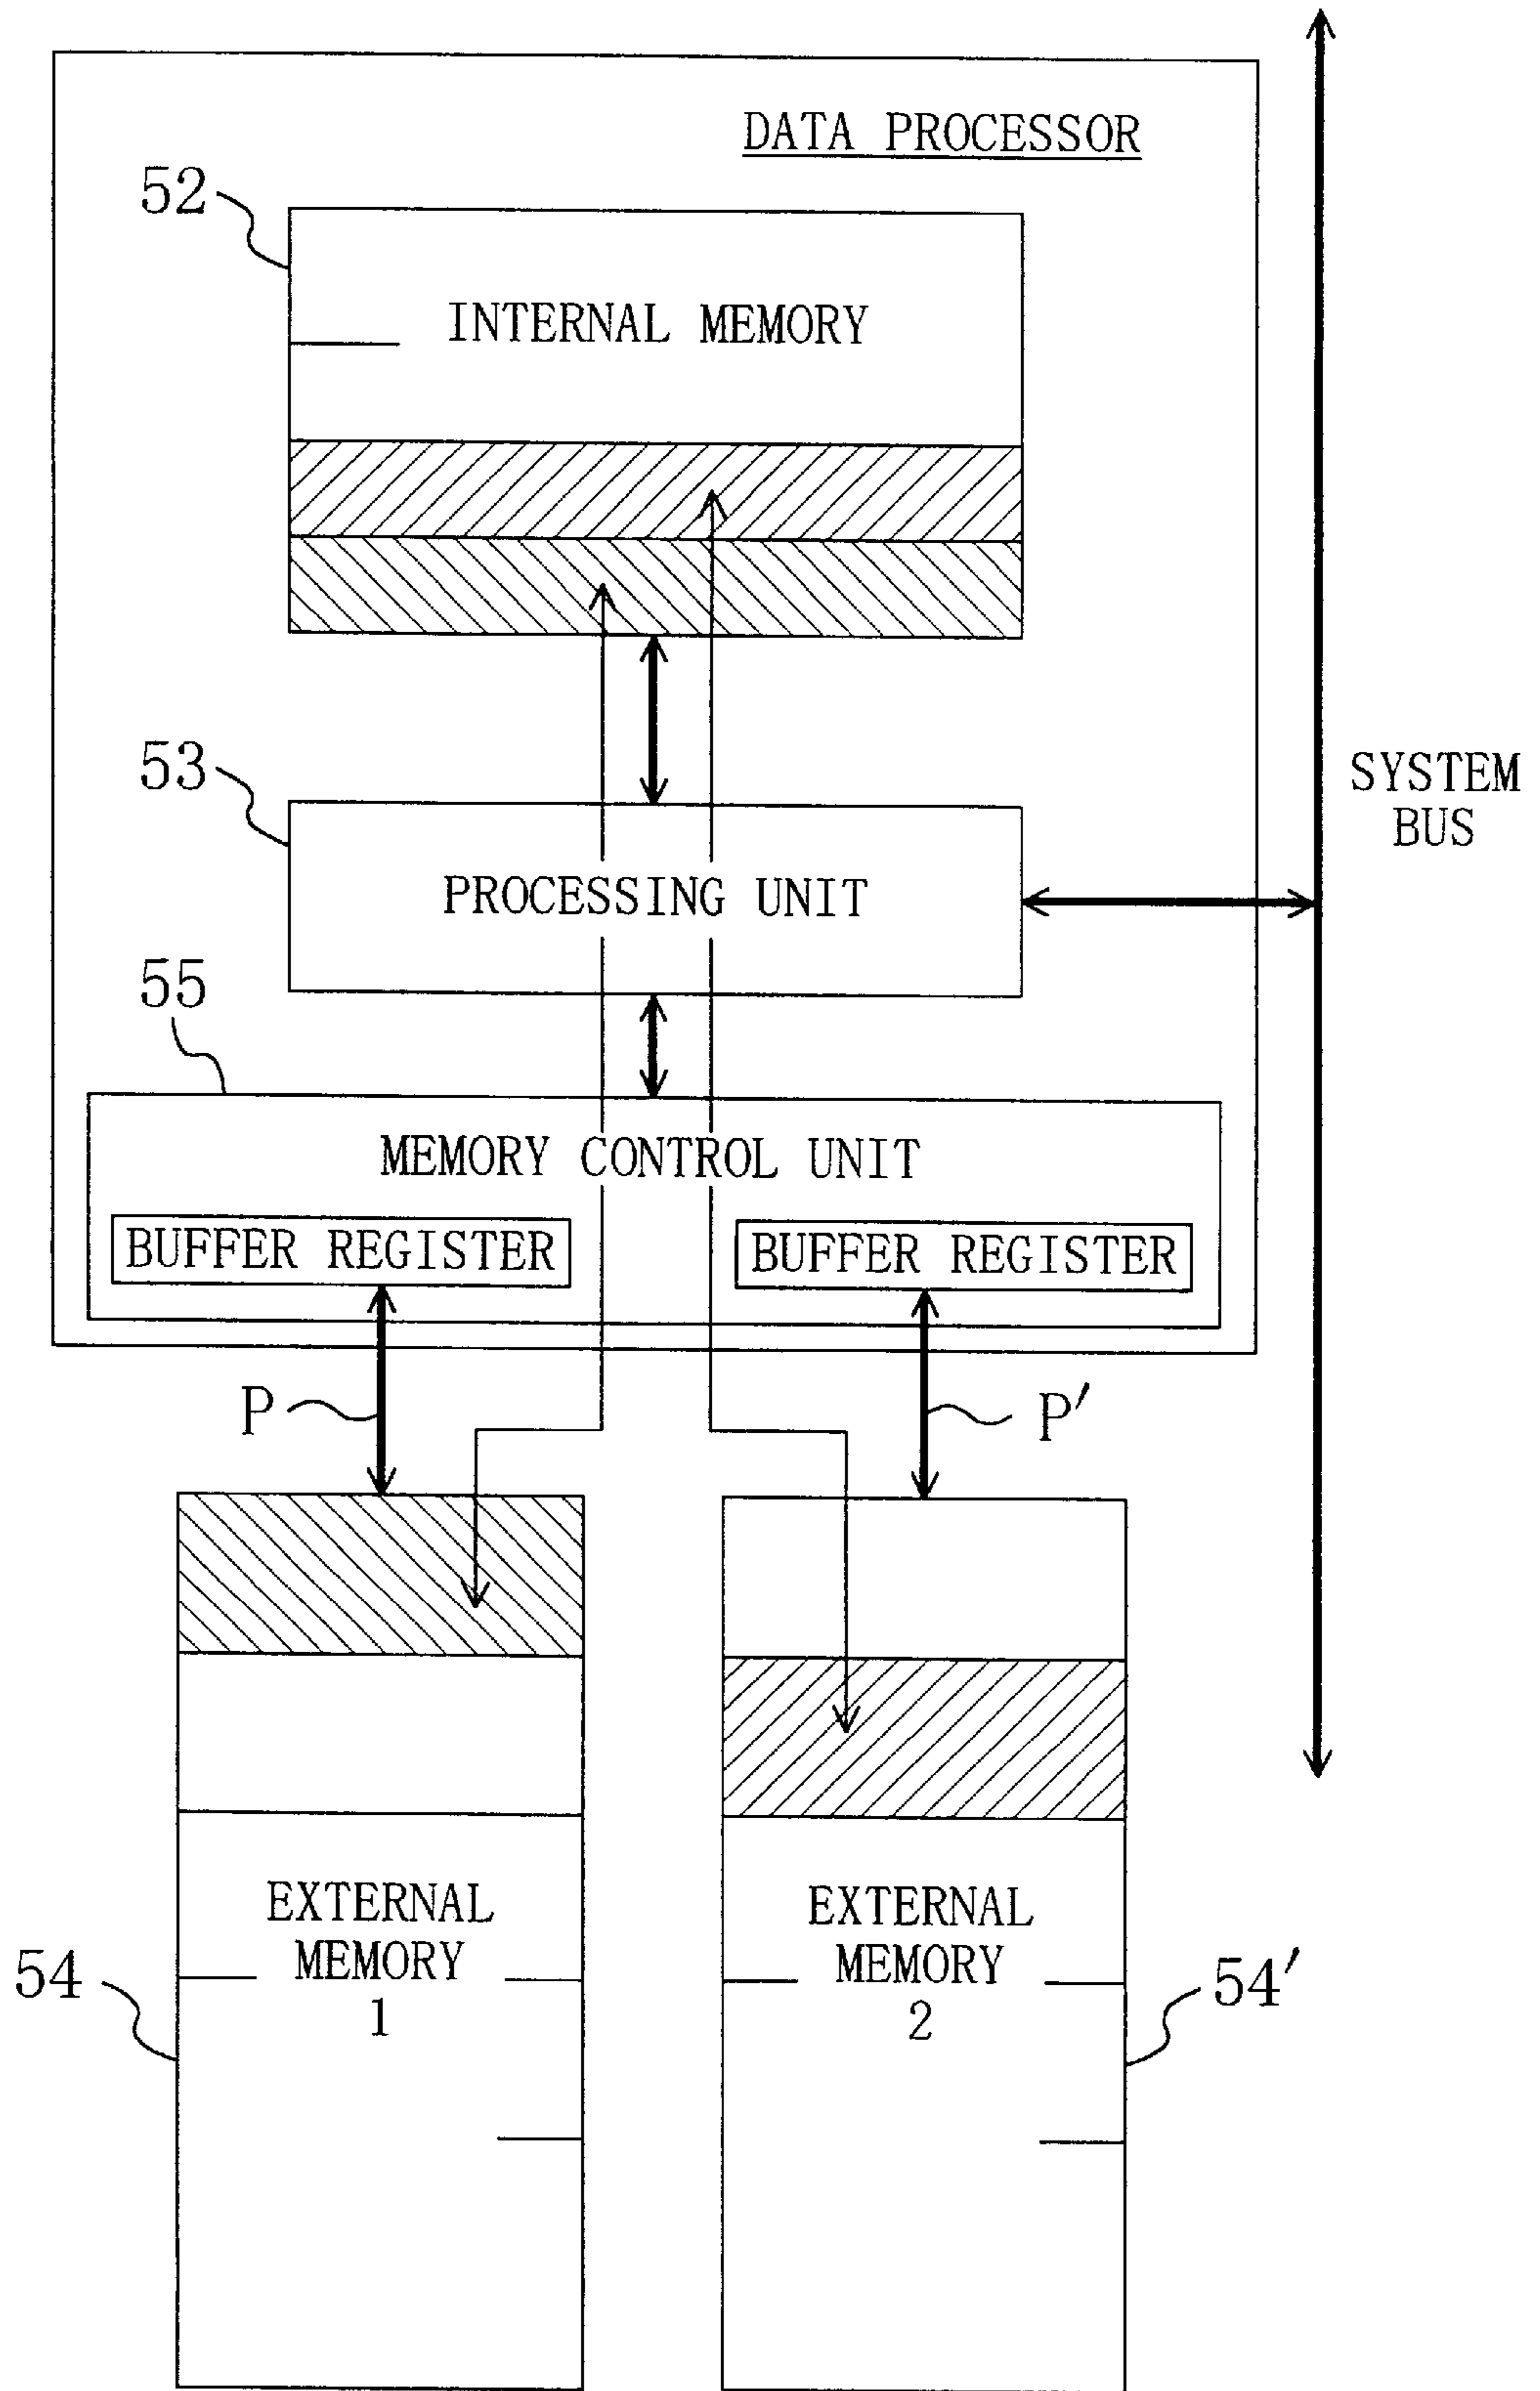 DATA PROCESSOR
52
INTERNAL MEMORY
53
SYSTEM
BUS
PROCESSING UNIT
55
MEMORY CONTROL UNIT
BUFFER REGISTER
BUFFER REGISTER
P
P′
EXTERNAL
MEMORY
1
EXTERNAL
MEMORY
2
54
54′